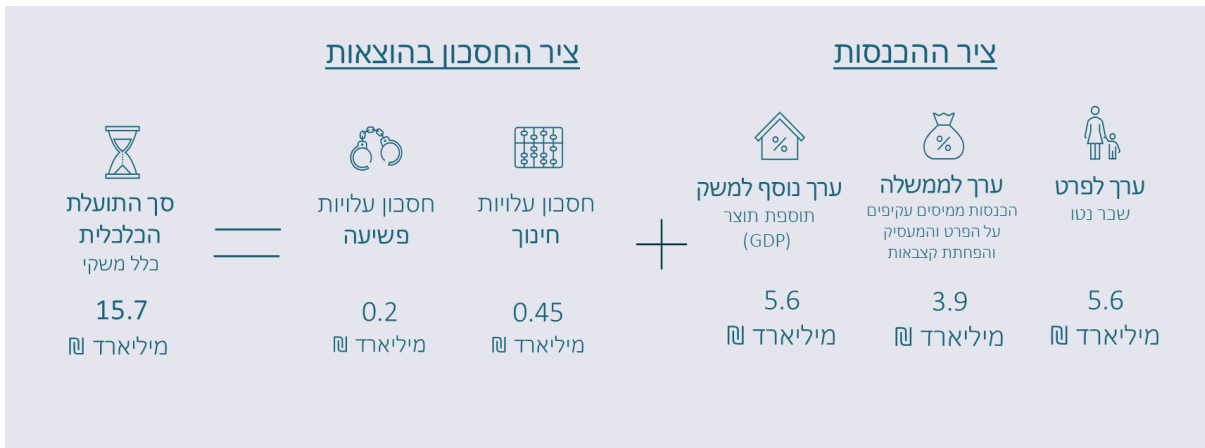 ציר ההכנסות
ערך לפרט
שכר נטו
5.6
מיליארד ₪
ערך לממשלה
הכנסות ממיסים עקיפים
על הפרט והמעסיק
והפחתת קצבאות
3.9
מיליארד ₪
ערך נוסף למשק
תוספת תוצר
(GDP)
5.6
מיליארד ₪
+
ציר החסכון בהוצאות
חסכון עלויות
חינוך
0.45
מיליארד ₪
חסכון עלויות
פשיעה
0.2
מיליארד ₪
=
סך התועלת
הכלכלית
כלל משקי
15.7
מיליארד ₪
%
%